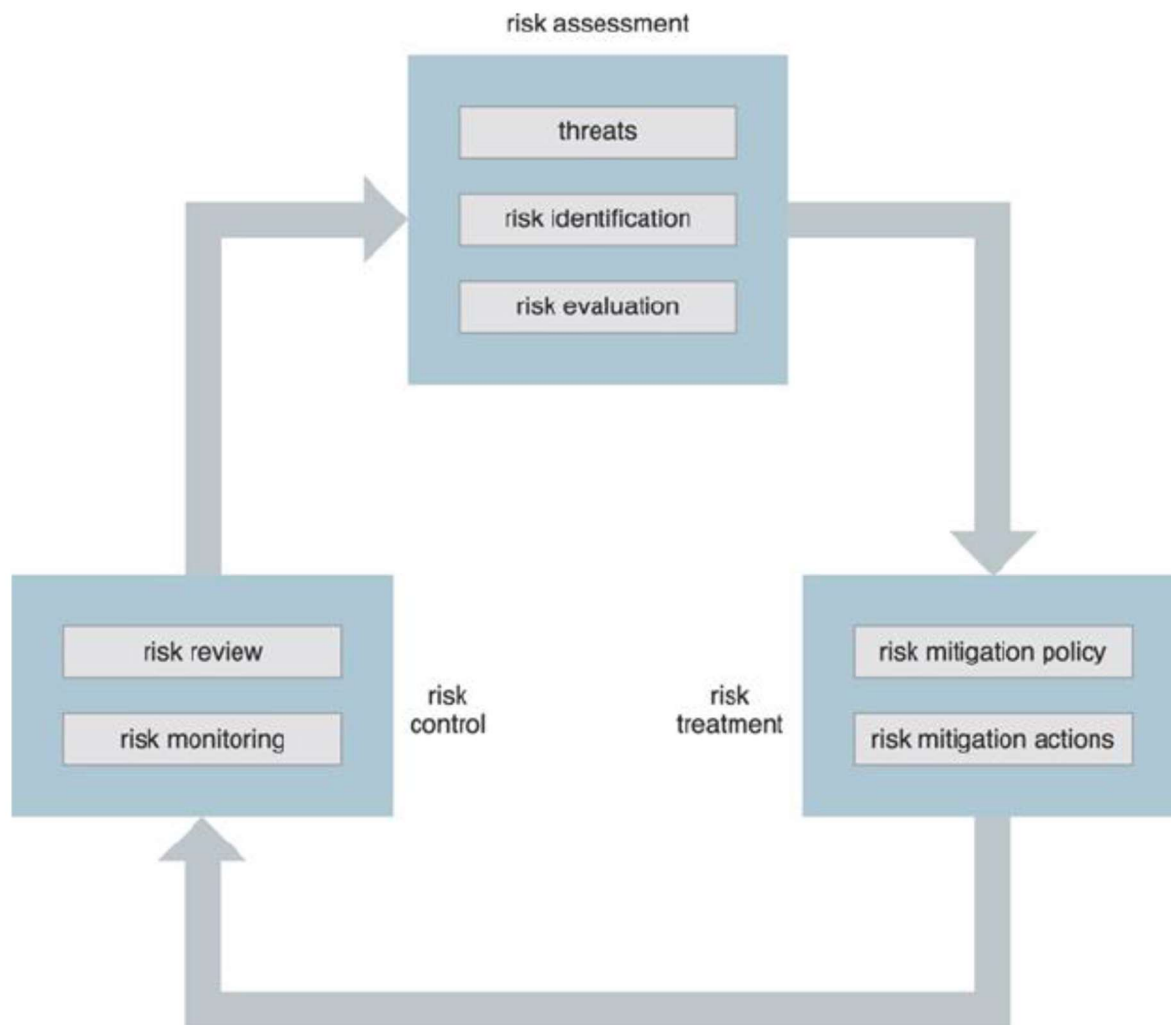 risk assessment
threats
risk identification
risk evaluation
risk review
risk monitoring
risk
control
risk
treatment
risk mitigation policy
risk mitigation actions